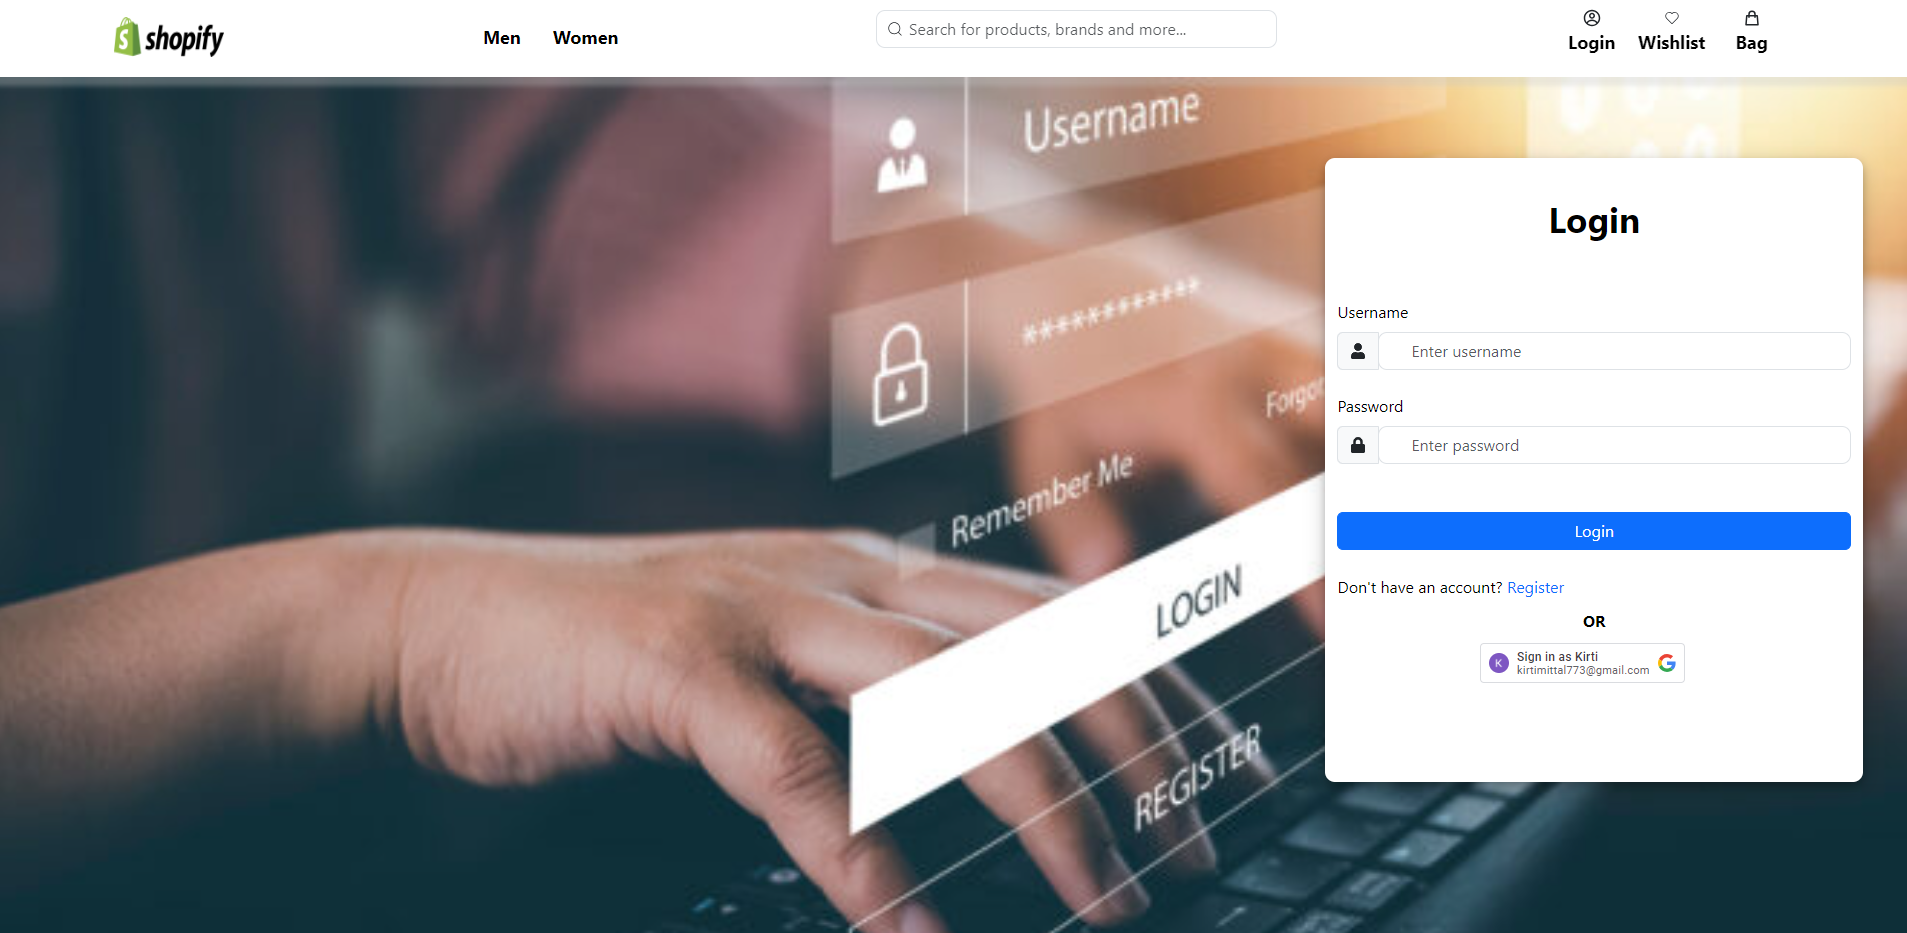 shopify
Men
Women
Search for products, brands and more...
Login
Wishlist
Bag
Username
************
Forgot
Remember Me
LOGIN
REGISTER
Login
Username
Enter username
Password
Enter password
Login
Don't have an account? Register
OR
K
Sign in as Kirti
kirtimittal773@gmail.com